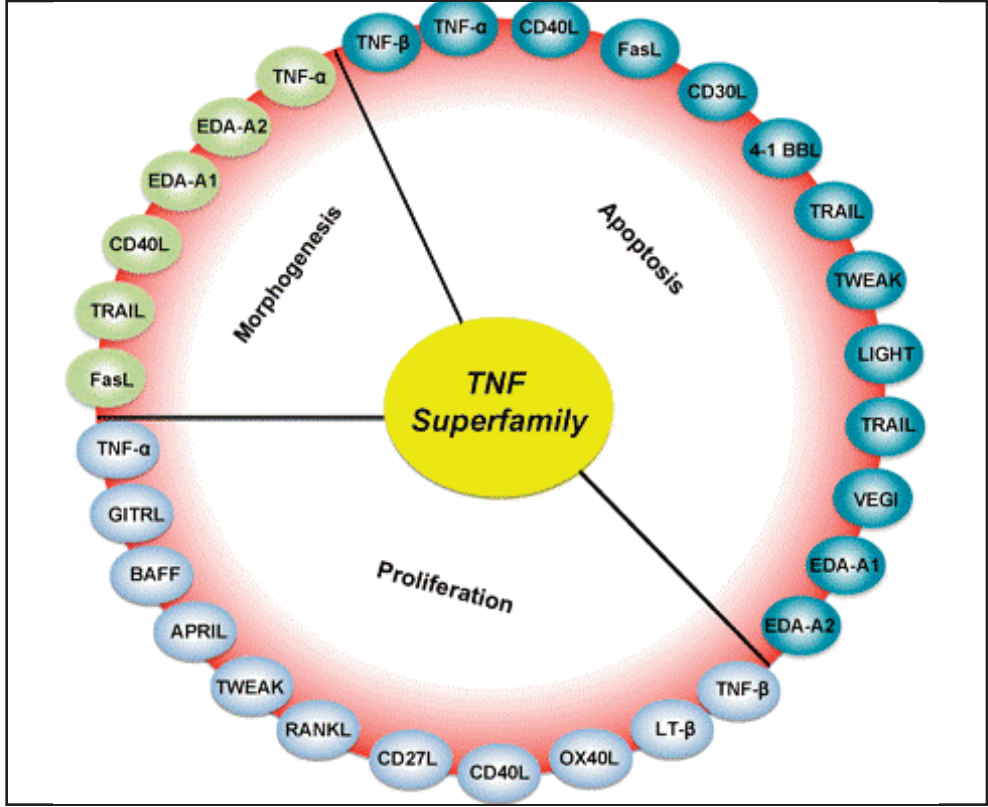 TNF-β
TNF-α
CD40L
FasL
CD30L
4-1 BBL
TRAIL
TWEAK
LIGHT
TRAIL
VEGI
EDA-A1
EDA-A2
Apoptosis
TNF-α
EDA-A2
EDA-A1
CD40L
TRAIL
FasL
Morphogenesis
TNF
Superfamily
TNF-α
GITRL
BAFF
APRIL
TWEAK
RANKL
CD27L
CD40L
OX40L
LT-β
TNF-β
Proliferation